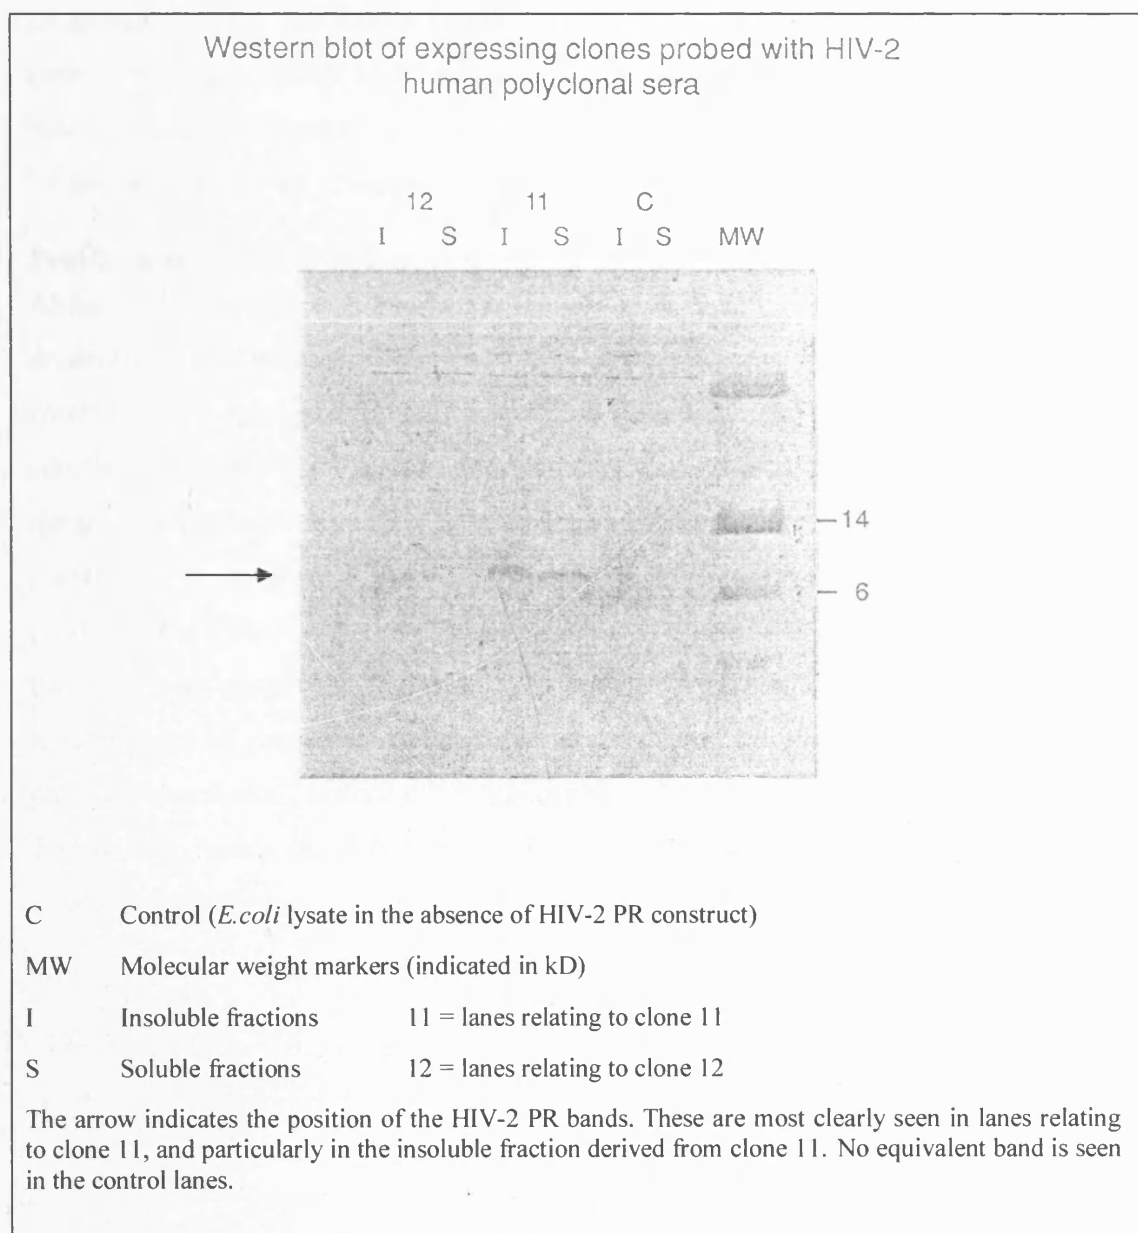 Western blot of expressing clones probed with HIV-2
human polyclonal sera
12 11 C
I S I S I S MW
14
6
C Control (E.coli lysate in the absence of HIV-2 PR construct)
MW Molecular weight markers (indicated in kD)
I Insoluble fractions 11 = lanes relating to clone 11
S Soluble fractions 12 = lanes relating to clone 12
The arrow indicates the position of the HIV-2 PR bands. These are most clearly seen in lanes relating
to clone 11, and particularly in the insoluble fraction derived from clone 11. No equivalent band is seen
in the control lanes.